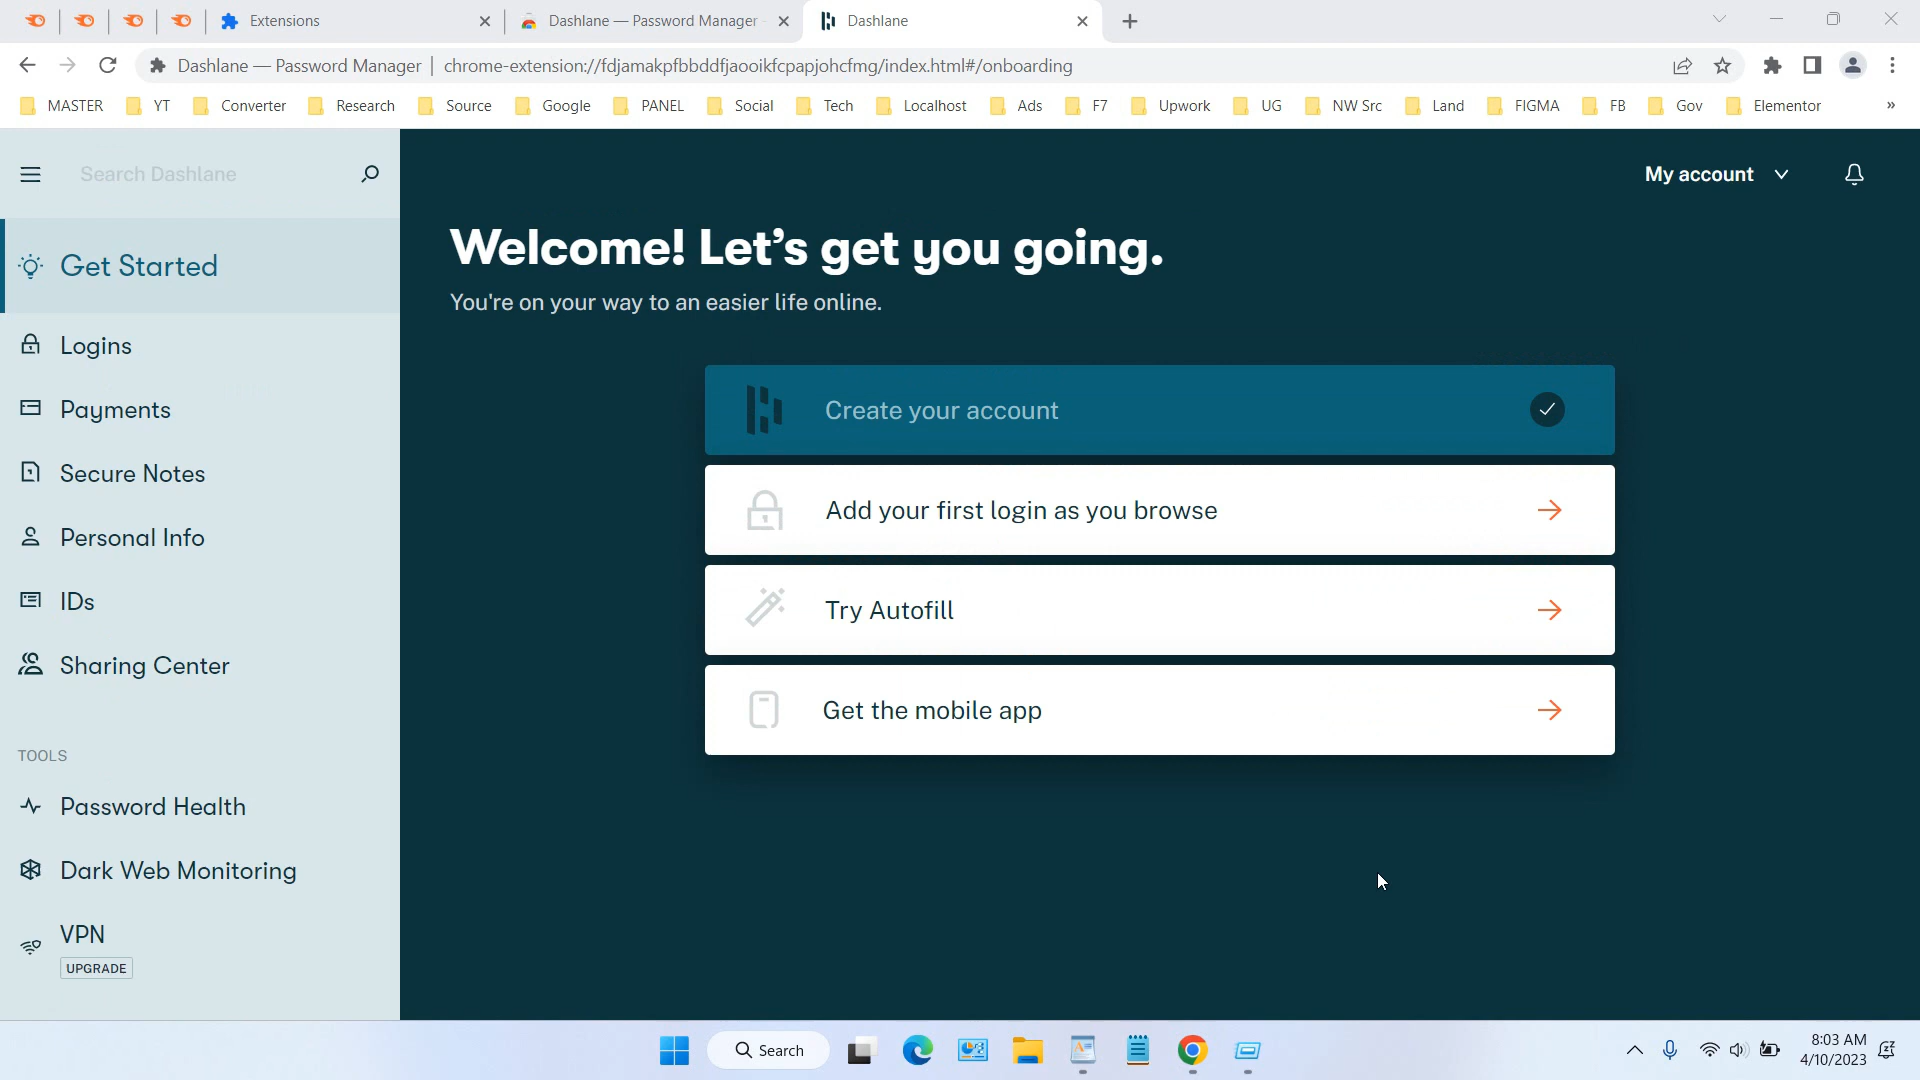 Extensions
Dashlane — Password Manager
Dashlane
Dashlane — Password Manager | chrome-extension://fdjamakpfbbddfjaooikfcpapjohcfmg/index.html#/onboarding
MASTER YT Converter Research Source Google PANEL Social Tech Localhost Ads F7 Upwork UG NW Src Land FIGMA FB Gov Elementor »
Search Dashlane
My account
Welcome! Let's get you going.
You're on your way to an easier life online.
Get Started
Logins
Payments
Secure Notes
Personal Info
IDs
Sharing Center
TOOLS
Password Health
Dark Web Monitoring
VPN
UPGRADE
Create your account
Add your first login as you browse
Try Autofill
Get the mobile app
Search
8:03 AM
4/10/2023